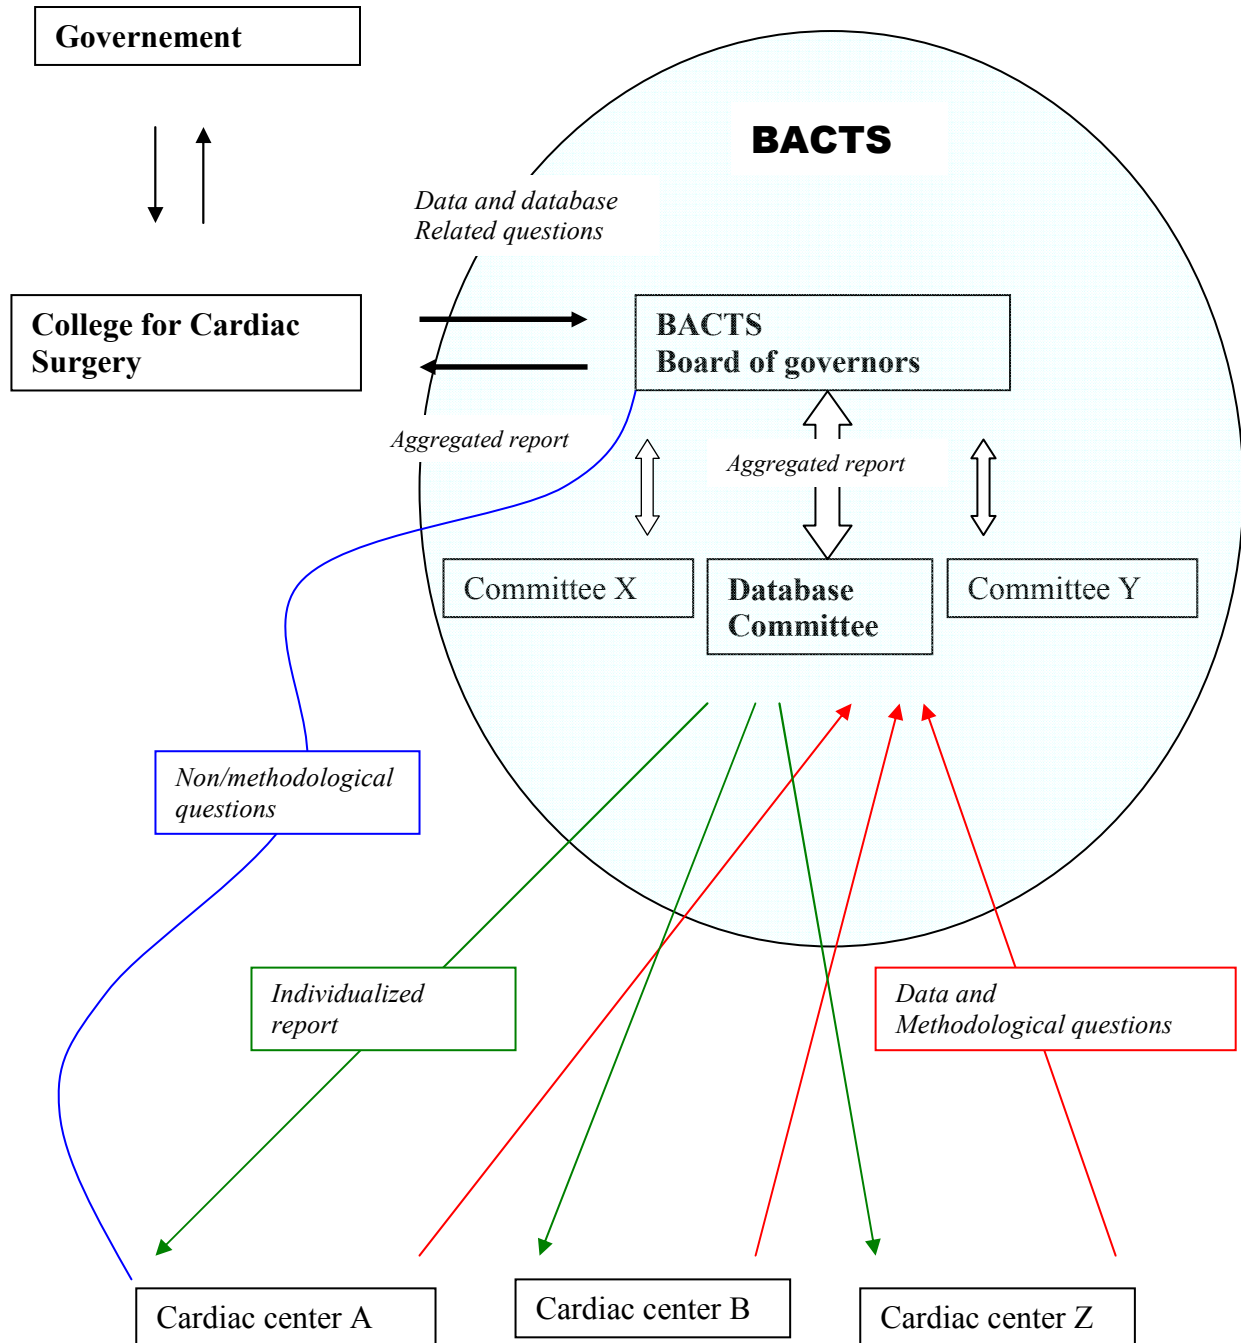 Governement
BACTS
Data and database
Related questions
College for Cardiac
Surgery
BACTS
Board of governors
Aggregated report
Aggregated report
Committee X
Database
Committee
Committee Y
Non/methodological
questions
Individualized
report
Data and
Methodological questions
Cardiac center A
Cardiac center B
Cardiac center Z